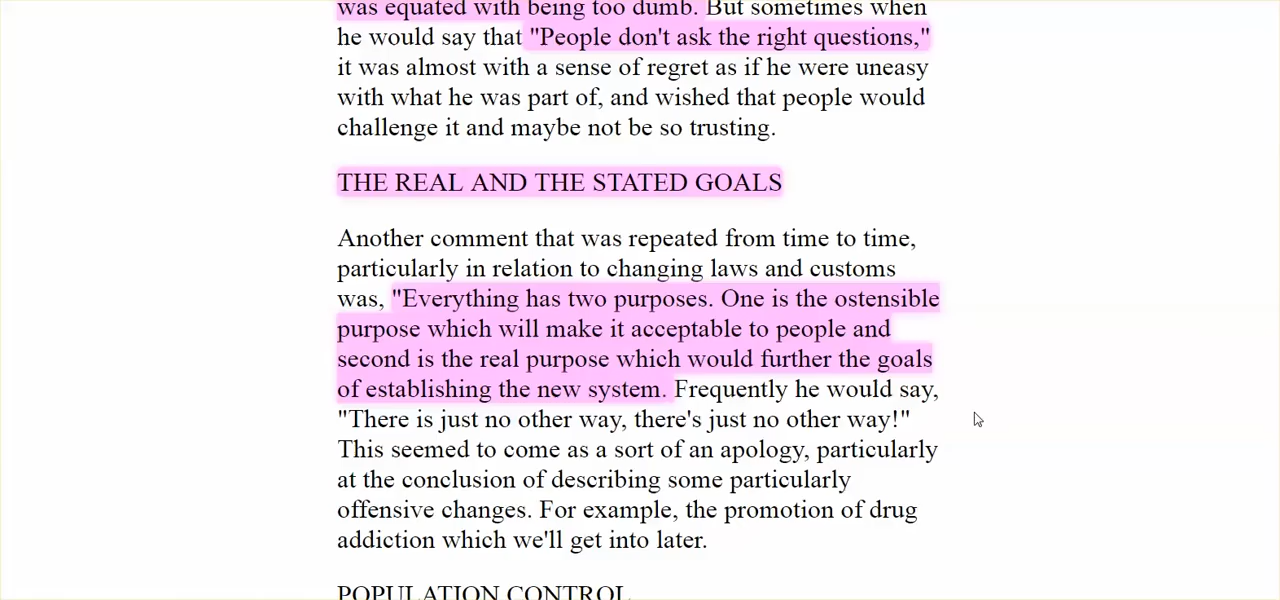 was equated with being too dumb. But sometimes when
he would say that "People don't ask the right questions,"
it was almost with a sense of regret as if he were uneasy
with what he was part of, and wished that people would
challenge it and maybe not be so trusting.
THE REAL AND THE STATED GOALS
Another comment that was repeated from time to time,
particularly in relation to changing laws and customs
was, "Everything has two purposes. One is the ostensible
purpose which will make it acceptable to people and
second is the real purpose which would further the goals
of establishing the new system. Frequently he would say,
"There is just no other way, there's just no other way!"
This seemed to come as a sort of an apology, particularly
at the conclusion of describing some particularly
offensive changes. For example, the promotion of drug
addiction which we'll get into later.
POPULATION CONTROL